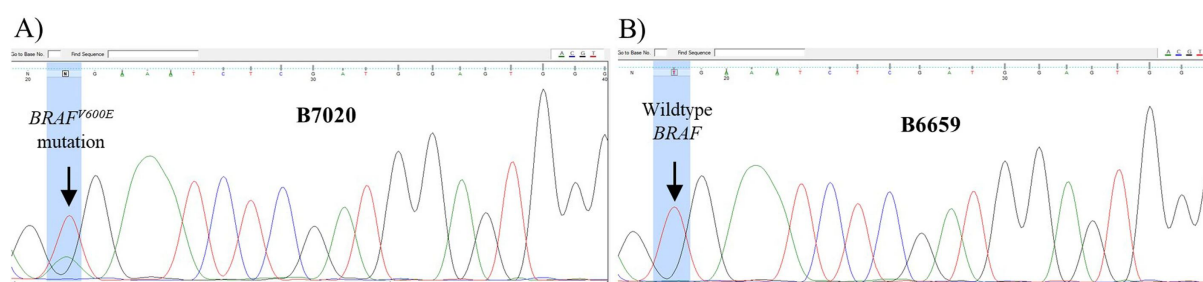 A)
B)
Go to Base No. Find Sequence A C G T
N N G A A A T C T C G A T G G A G T G G G
20 30 40
BRAF^V600E
mutation
B7020
Go to Base No. Find Sequence A C G T
N T G A A A T C T C G A T G G A G T G G
20 30
Wildtype
BRAF
B6659